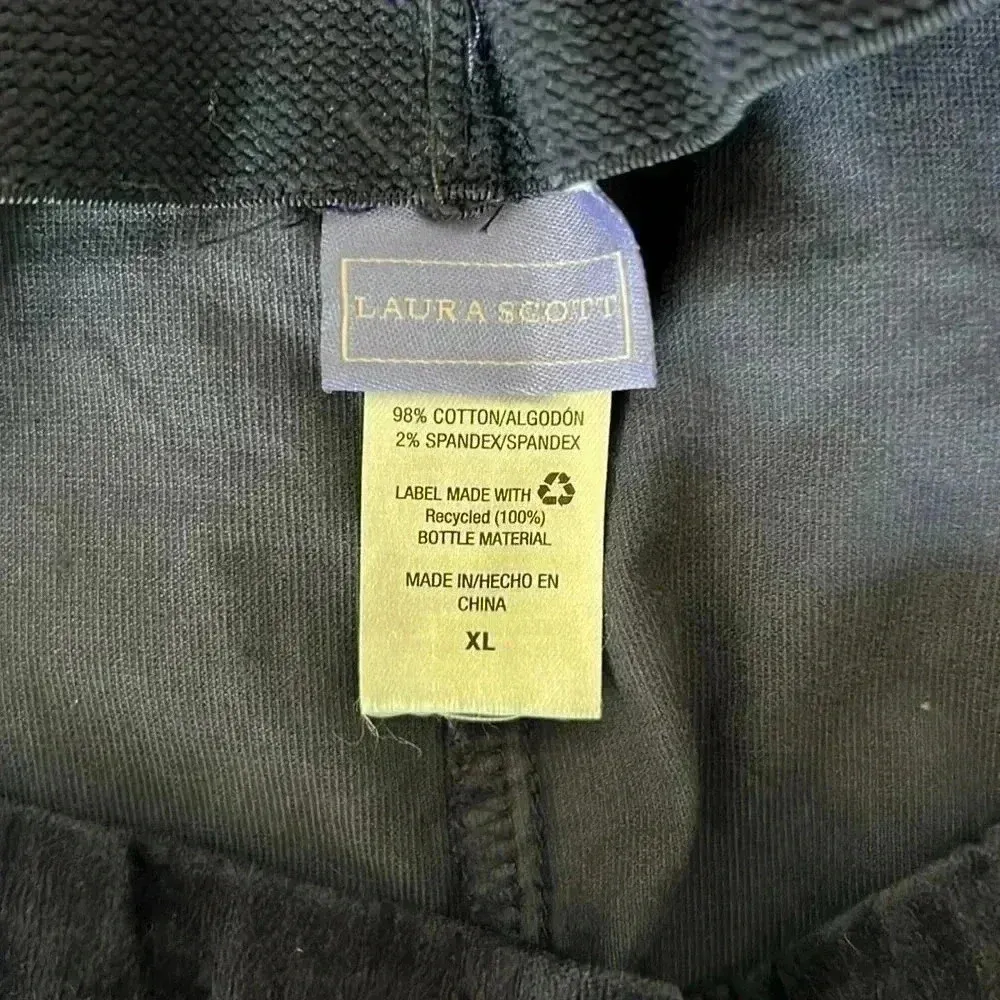 LAURA SCOTT
98% COTTON/ALGODÓN
2% SPANDEX/SPANDEX
LABEL MADE WITH
Recycled (100%)
BOTTLE MATERIAL
MADE IN/HECHO EN
CHINA
XL